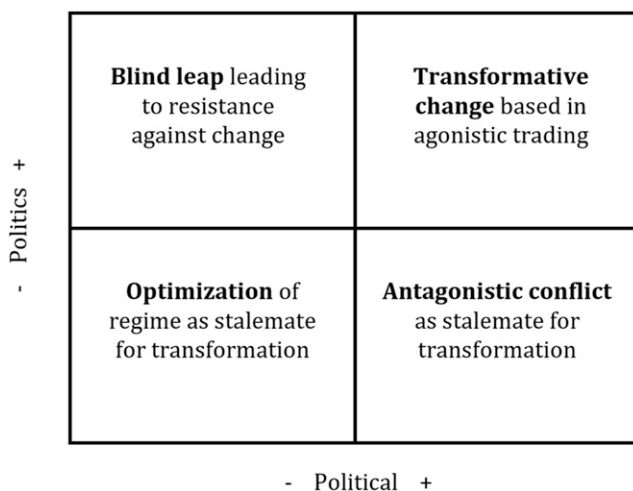 Blind leap leading
to resistance
against change
Transformative
change based in
agonistic trading
- Politics +
Optimization of
regime as stalemate
for transformation
Antagonistic conflict
as stalemate for
transformation
- Political +